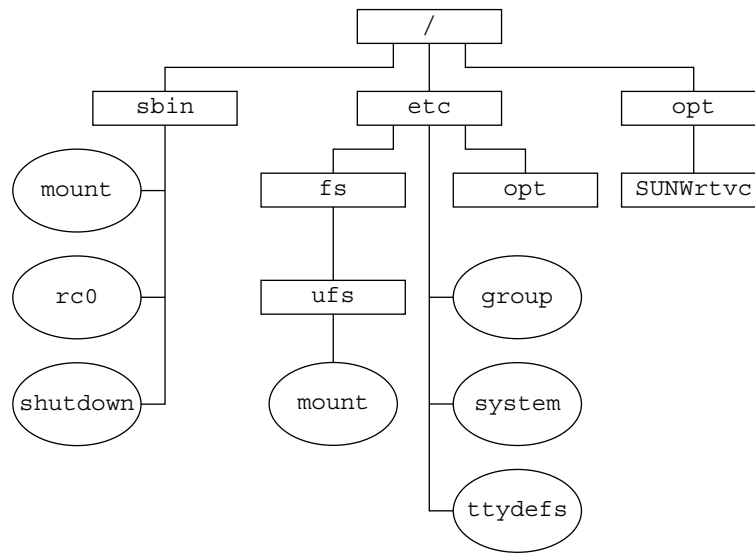 /
sbin etc opt
mount fs opt SUNWrtvc
rc0 ufs group
shutdown mount system
ttydefs